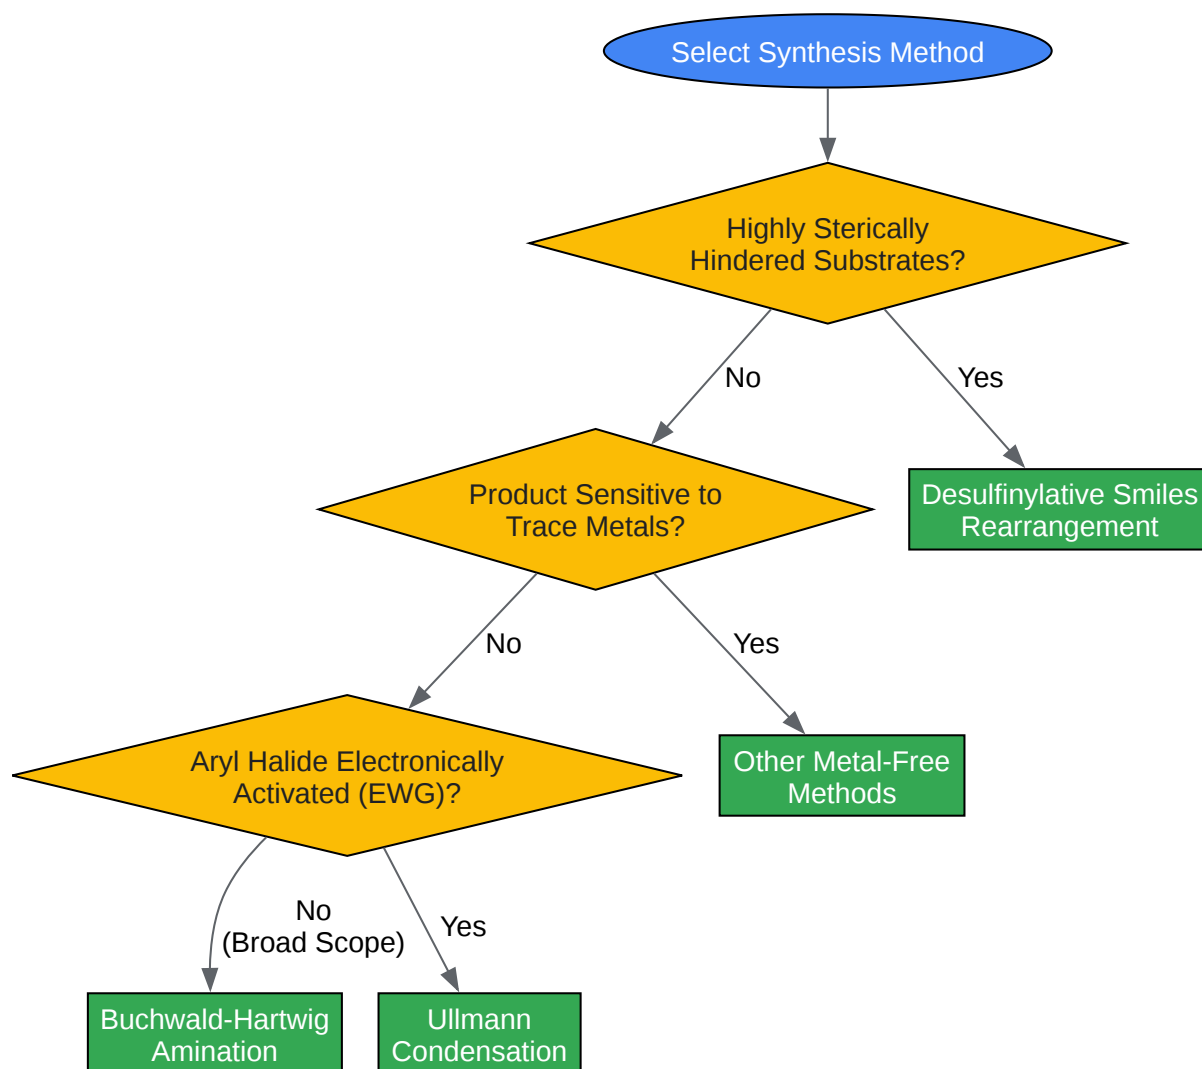 Select Synthesis Method
Highly Sterically
Hindered Substrates?
No
Yes
Product Sensitive to
Trace Metals?
Desulfinylative Smiles
Rearrangement
No
Yes
Aryl Halide Electronically
Activated (EWG)?
Other Metal-Free
Methods
No
(Broad Scope)
Yes
Buchwald-Hartwig
Amination
Ullmann
Condensation